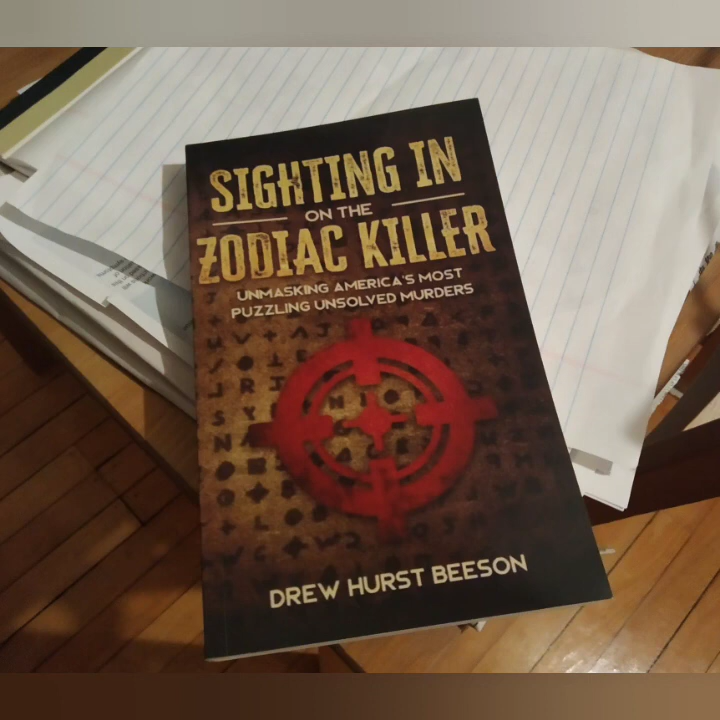 SIGHTING IN
ON THE
ZODIAC KILLER
UNMASKING AMERICA'S MOST
PUZZLING UNSOLVED MURDERS
DREW HURST BEESON